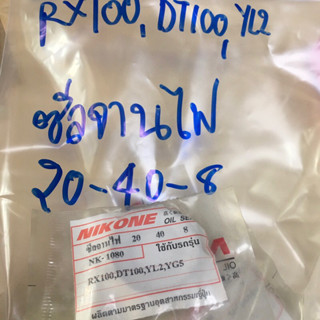 RX100, DT100, YL2
ซีลจานไฟ
20-40-8
NIKONE
OIL SE
ซีลจานไฟ 20 40 8
NK-1080 ใช้กับรถรุ่น
RX100,DT100,YL2,YG5
ผลิตตามมาตรฐานอุตสาหกรรมญี่ปุ่น